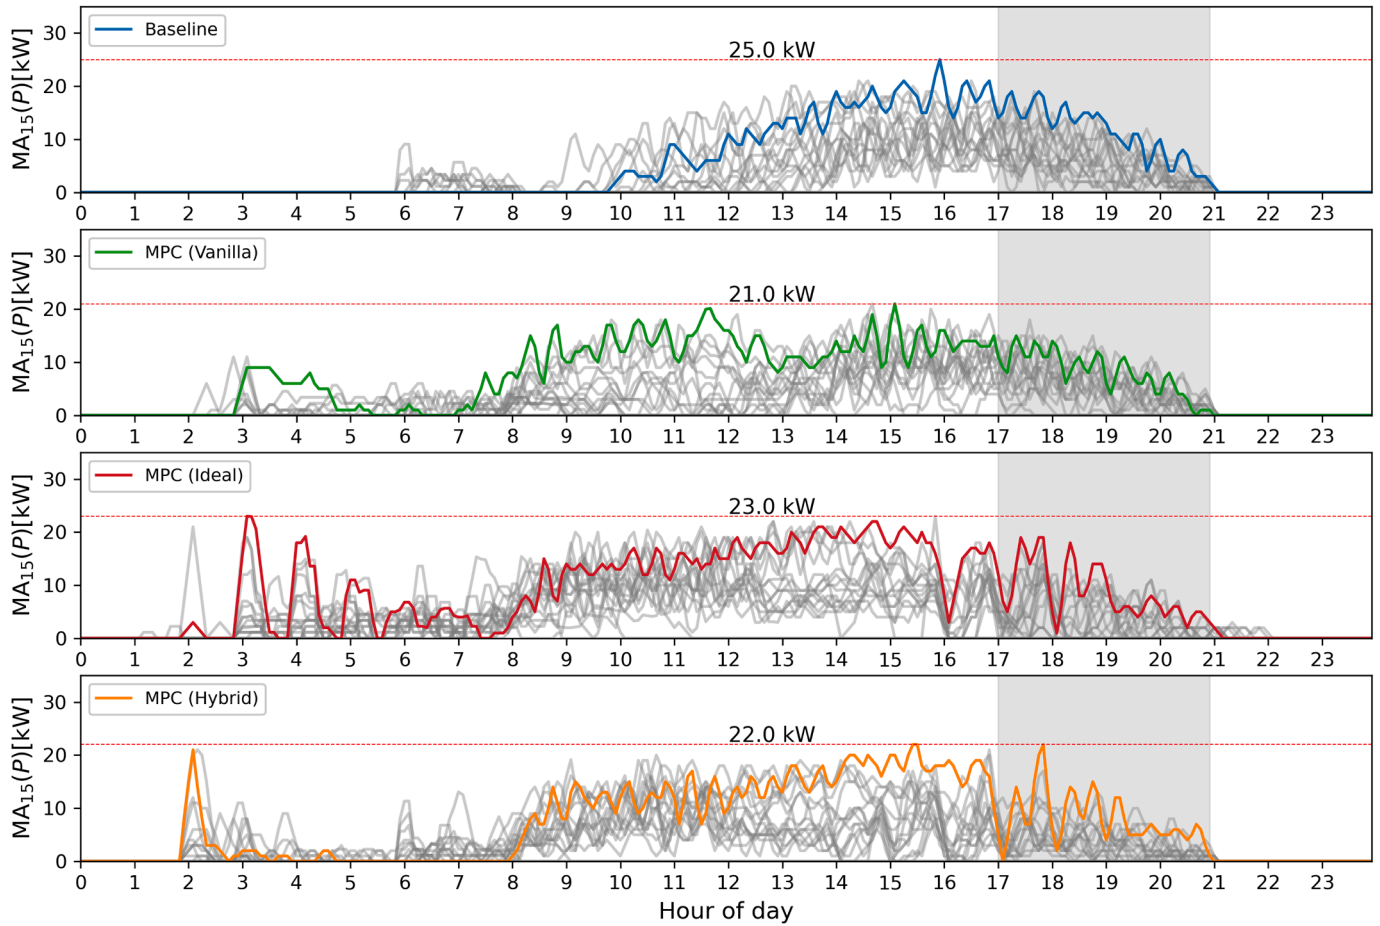 Baseline
25.0 kW
MA15(P)[kW]
30
20
10
0
0 1 2 3 4 5 6 7 8 9 10 11 12 13 14 15 16 17 18 19 20 21 22 23
MPC (Vanilla)
21.0 kW
MA15(P)[kW]
30
20
10
0
0 1 2 3 4 5 6 7 8 9 10 11 12 13 14 15 16 17 18 19 20 21 22 23
MPC (Ideal)
23.0 kW
MA15(P)[kW]
30
20
10
0
0 1 2 3 4 5 6 7 8 9 10 11 12 13 14 15 16 17 18 19 20 21 22 23
MPC (Hybrid)
22.0 kW
MA15(P)[kW]
30
20
10
0
0 1 2 3 4 5 6 7 8 9 10 11 12 13 14 15 16 17 18 19 20 21 22 23
Hour of day